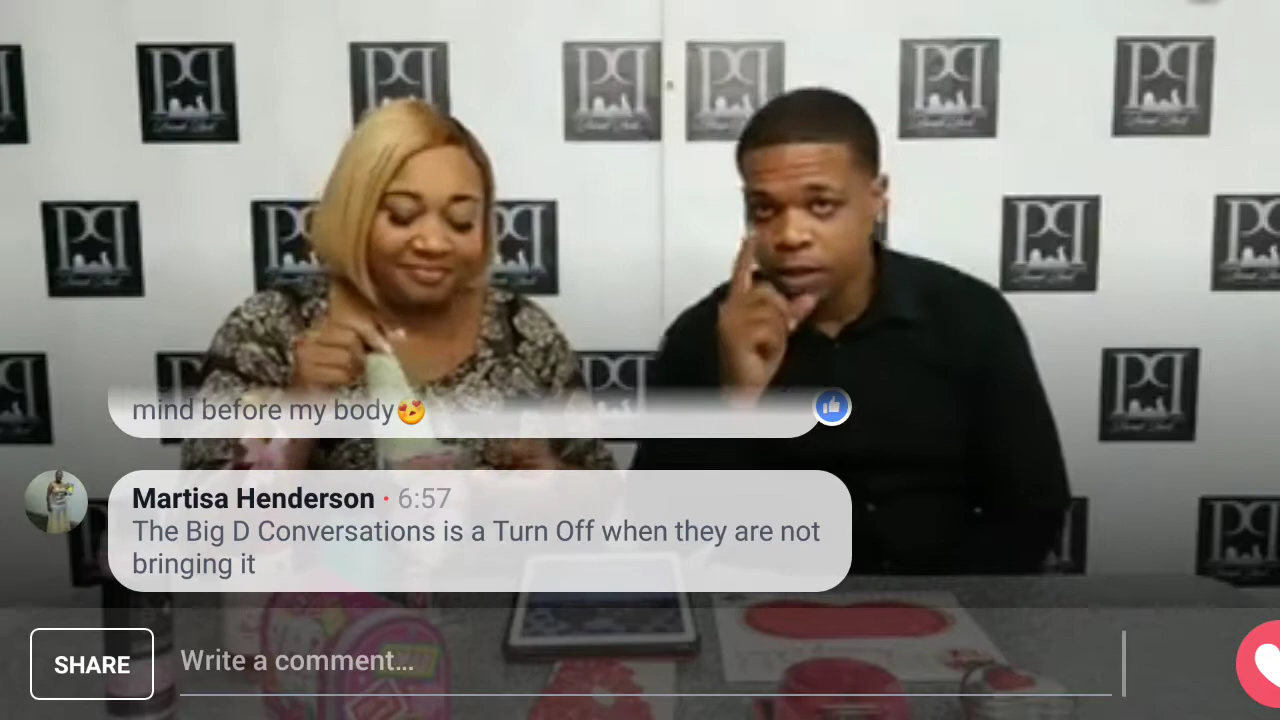 mind before my body😍
Martisa Henderson • 6:57
The Big D Conversations is a Turn Off when they are not
bringing it
SHARE
Write a comment...